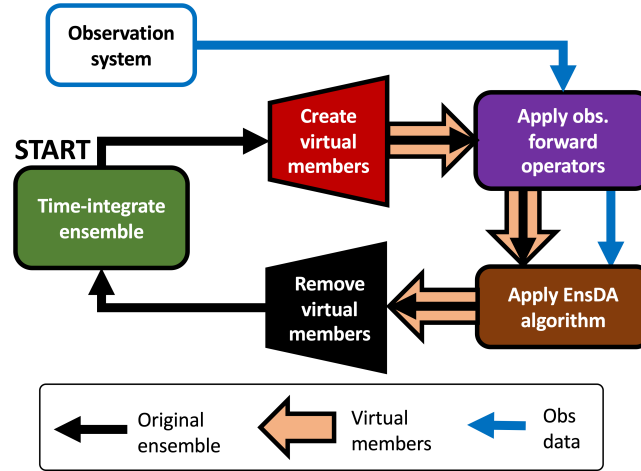 Observation
system
START
Time-integrate
ensemble
Create
virtual
members
Apply obs.
forward
operators
Remove
virtual
members
Apply EnsDA
algorithm
Original
ensemble
Virtual
members
Obs
data